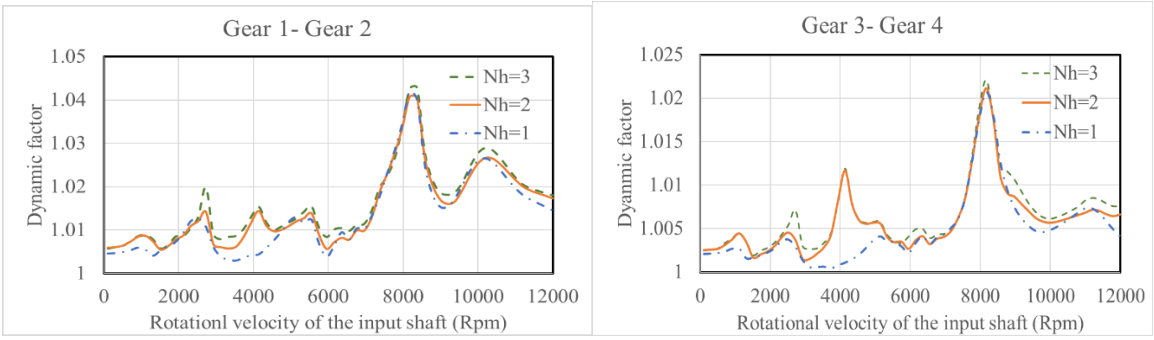 Gear 1- Gear 2
1.05
1.04
1.03
1.02
1.01
1
Dynamic factor
Nh=3
Nh=2
Nh=1
0 2000 4000 6000 8000 10000 12000
Rotationl velocity of the input shaft (Rpm)
Gear 3- Gear 4
1.025
1.02
1.015
1.01
1.005
1
Dyanmic factor
Nh=3
Nh=2
Nh=1
0 2000 4000 6000 8000 10000 12000
Rotational velocity of the input shaft (Rpm)